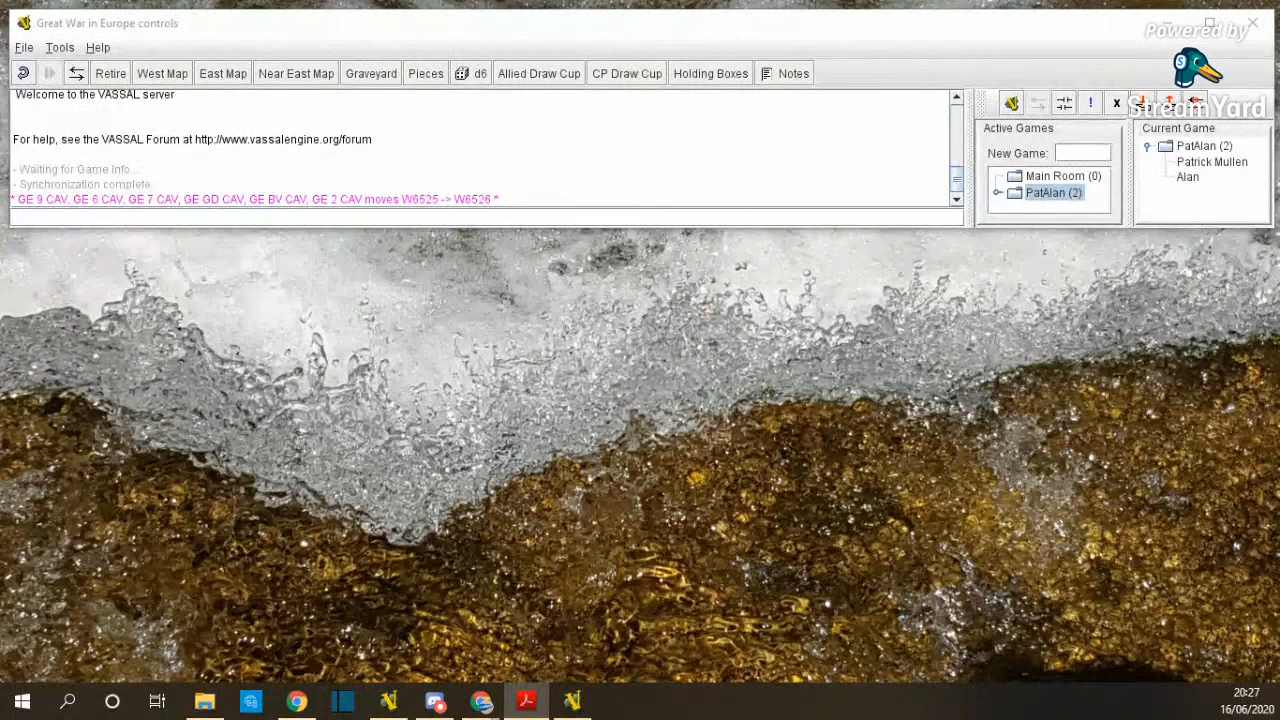 Great War in Europe controls
Powered by
File Tools Help
Retire West Map East Map Near East Map Graveyard Pieces d6 Allied Draw Cup CP Draw Cup Holding Boxes Notes
StreamYard
Welcome to the VASSAL server
For help, see the VASSAL Forum at http://www.vassalengine.org/forum
- Waiting for Game Info...
- Synchronization complete
* GE 9 CAV, GE 6 CAV, GE 7 CAV, GE GD CAV, GE BV CAV, GE 2 CAV moves W6525 -> W6526 *
Active Games
New Game:
Main Room (0)
PatAlan (2)
Current Game
PatAlan (2)
Patrick Mullen
Alan
20:27
16/06/2020